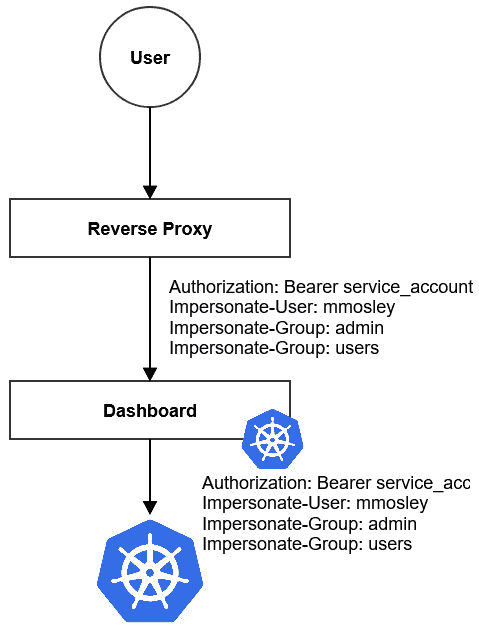 User
Reverse Proxy
Authorization: Bearer service_account
Impersonate-User: mmosley
Impersonate-Group: admin
Impersonate-Group: users
Dashboard
Authorization: Bearer service_acc
Impersonate-User: mmosley
Impersonate-Group: admin
Impersonate-Group: users